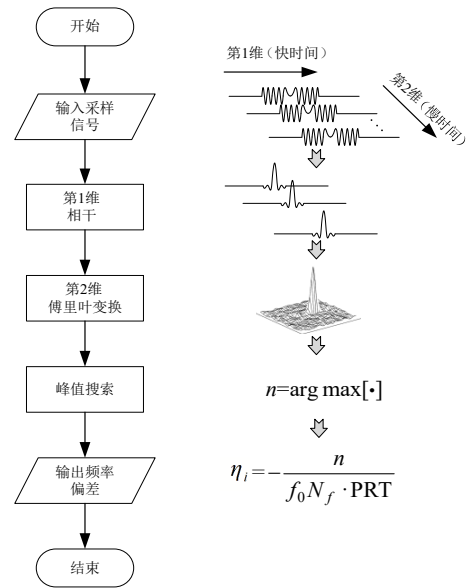 开始
输入采样
信号
第1维
相干
第2维
傅里叶变换
峰值搜索
输出频率
偏差
结束
第1维（快时间）
第2维（慢时间）
...
n=arg max[·]
η_i=-n/(f_0 N_f · PRT)